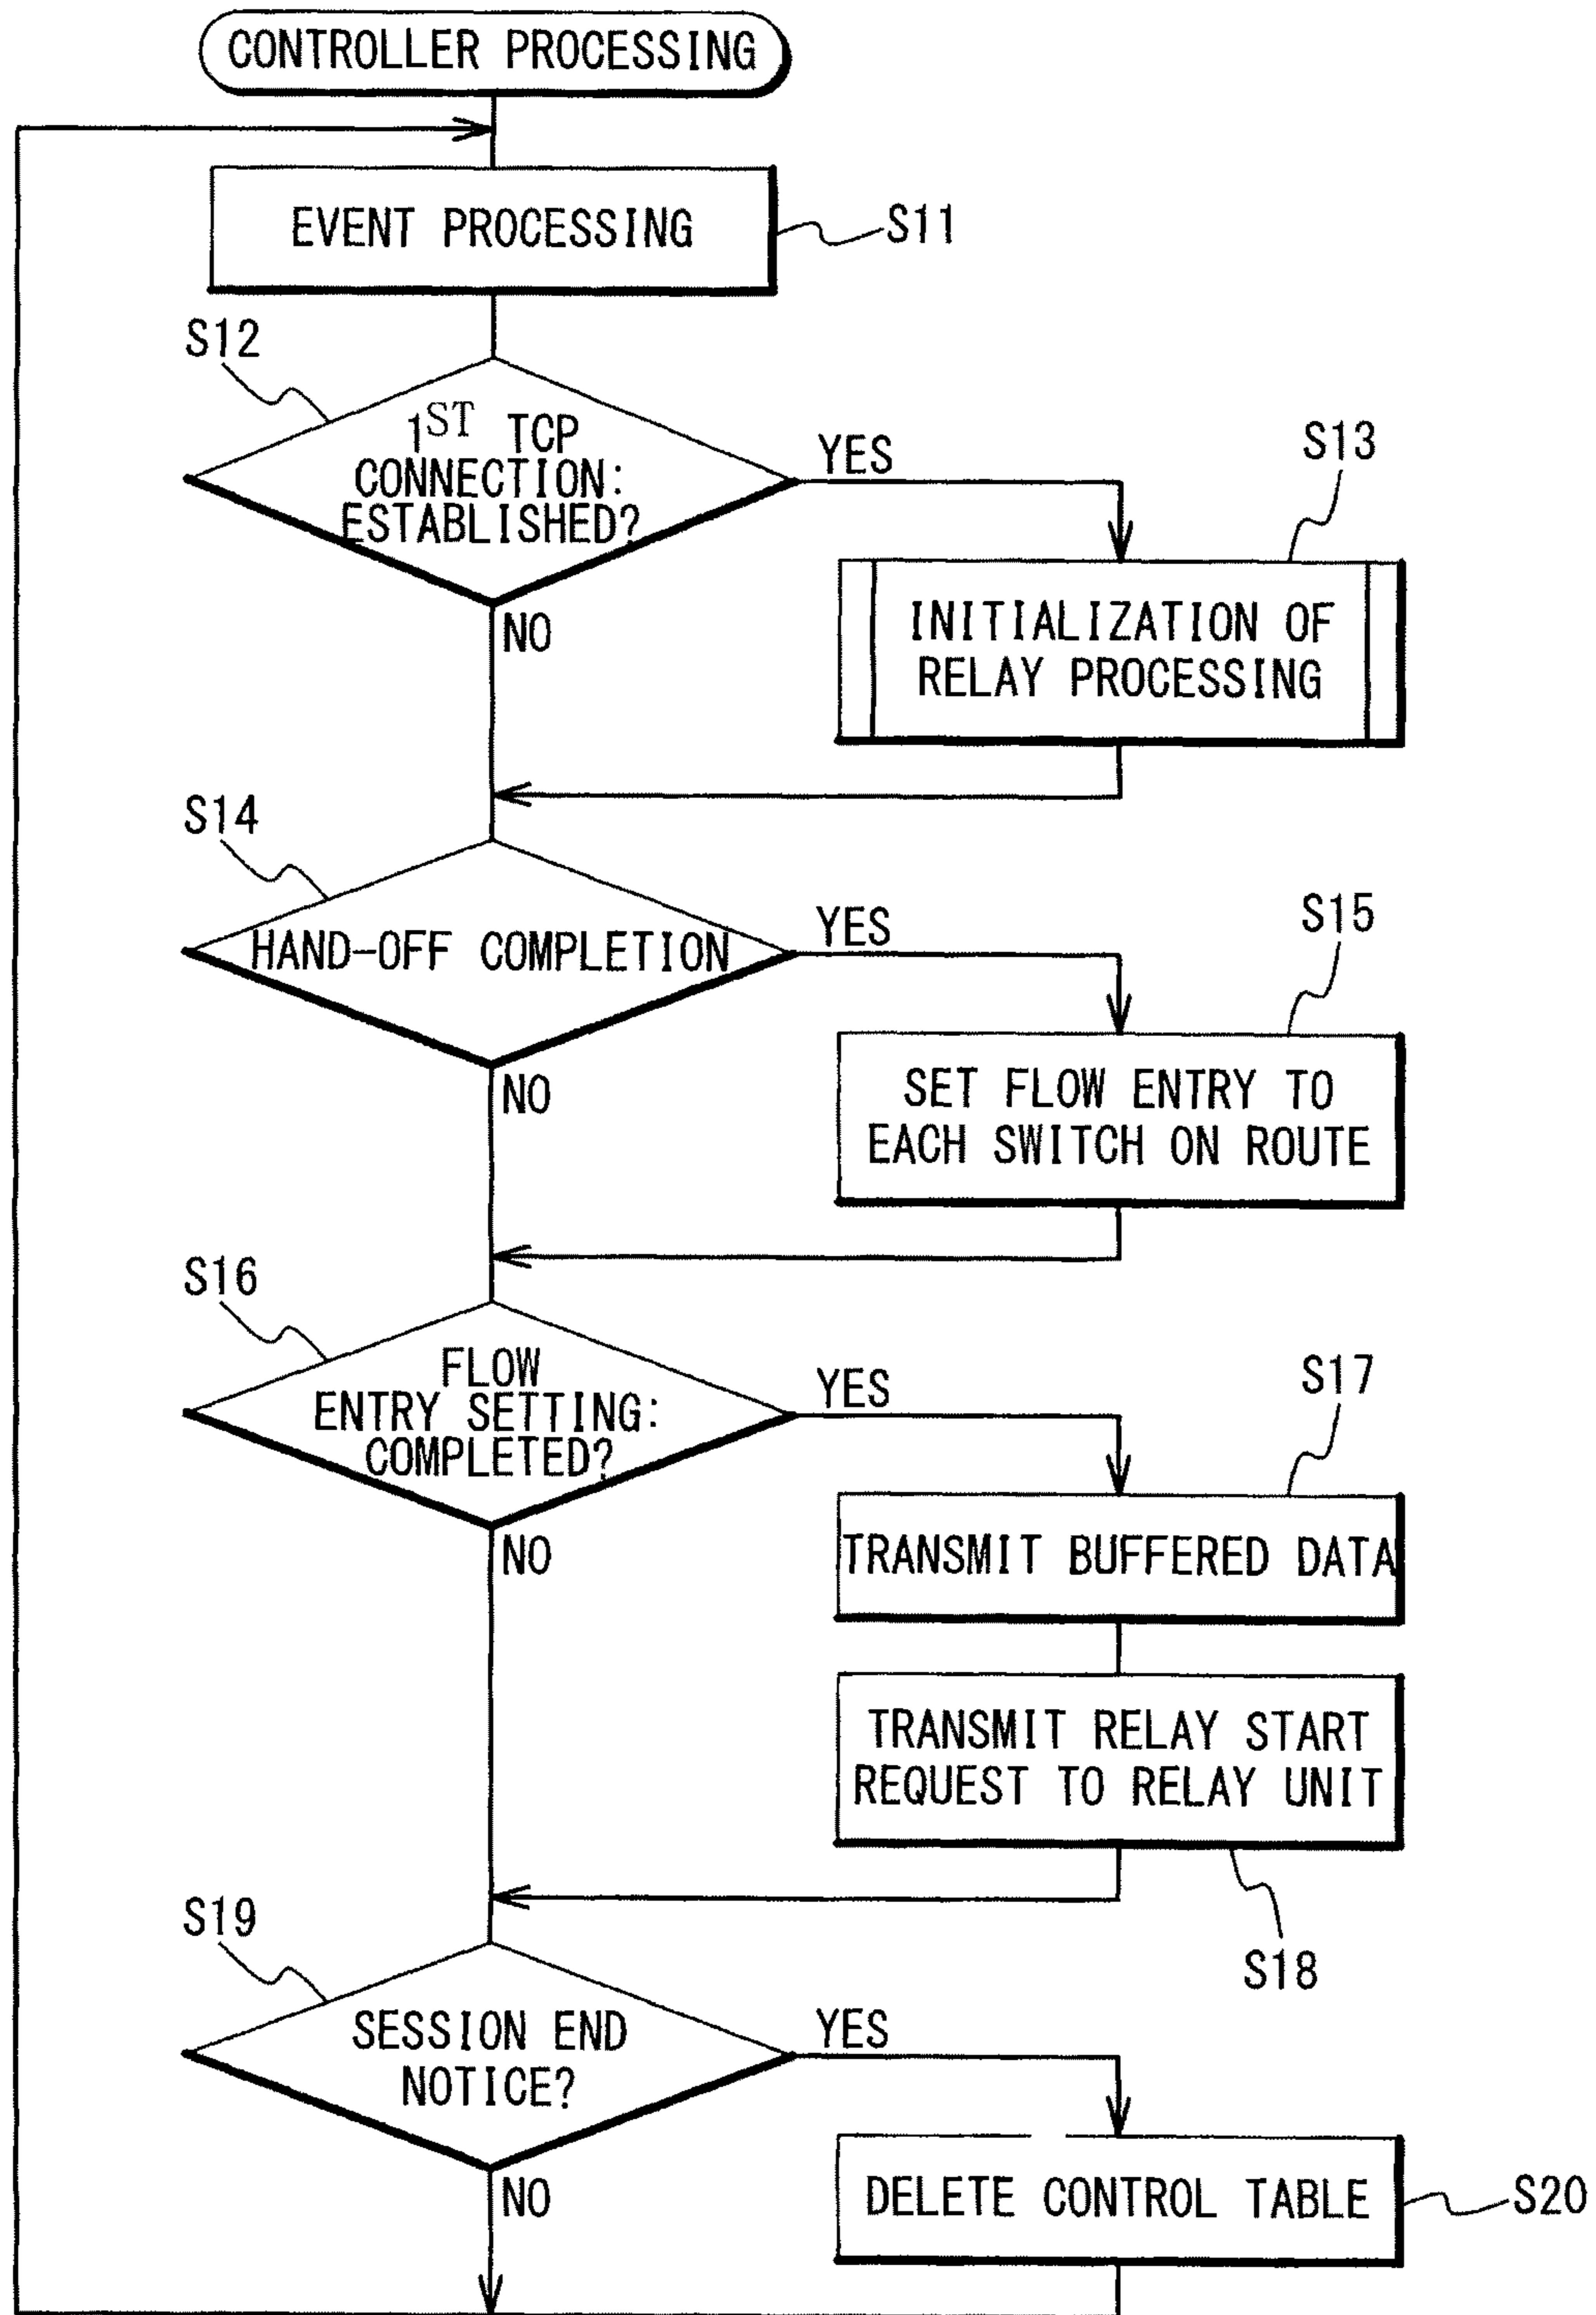 CONTROLLER PROCESSING
EVENT PROCESSING
S11
S12
1ST TCP
CONNECTION:
ESTABLISHED?
YES
NO
S13
INITIALIZATION OF
RELAY PROCESSING
S14
HAND-OFF COMPLETION
YES
NO
S15
SET FLOW ENTRY TO
EACH SWITCH ON ROUTE
S16
FLOW
ENTRY SETTING:
COMPLETED?
YES
NO
S17
TRANSMIT BUFFERED DATA
TRANSMIT RELAY START
REQUEST TO RELAY UNIT
S18
S19
SESSION END
NOTICE?
YES
NO
DELETE CONTROL TABLE
S20